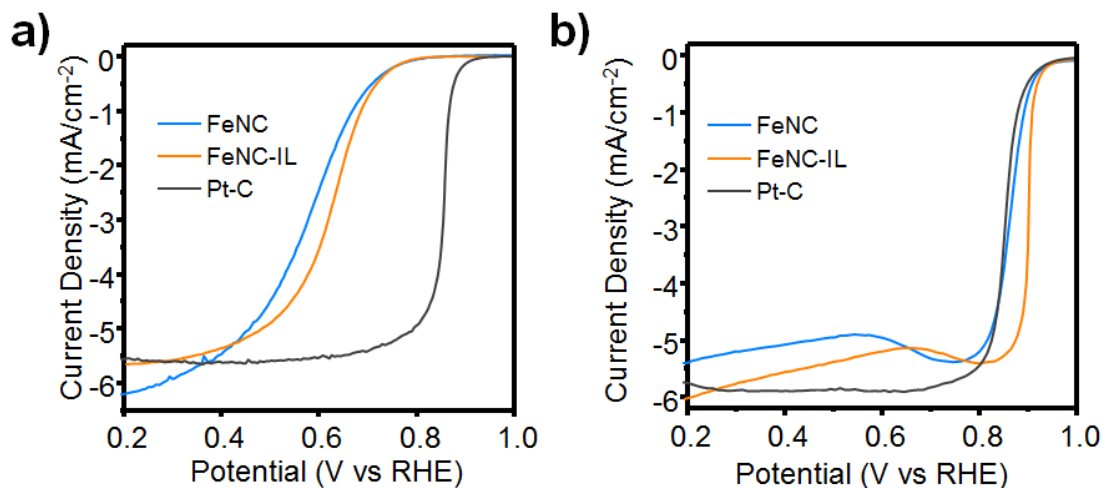 a)
Current Density (mA/cm⁻²)
0
-1
-2
-3
-4
-5
-6
FeNC
FeNC-IL
Pt-C
0.2 0.4 0.6 0.8 1.0
Potential (V vs RHE)
b)
Current Density (mA/cm⁻²)
0
-1
-2
-3
-4
-5
-6
FeNC
FeNC-IL
Pt-C
0.2 0.4 0.6 0.8 1.0
Potential (V vs RHE)